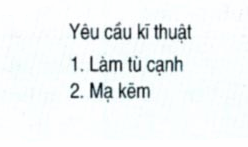 Yêu cầu kĩ thuật
1. Làm tù cạnh
2. Mạ kẽm